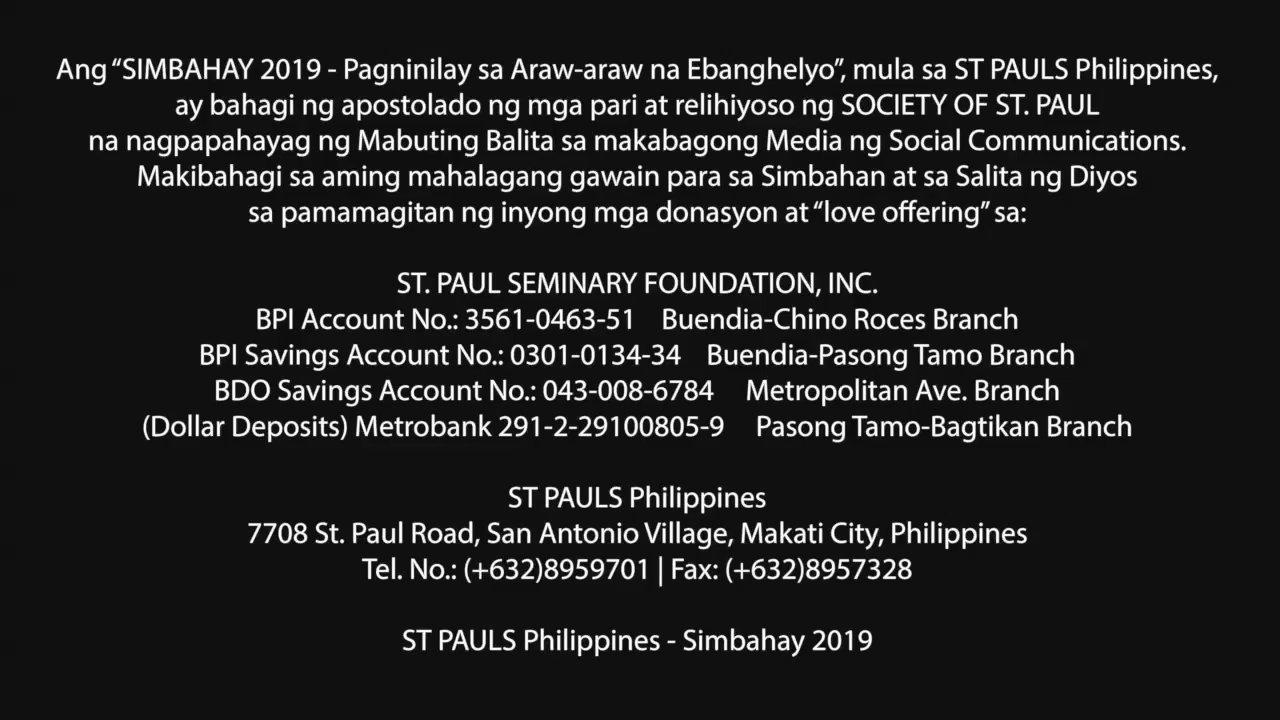 Ang “SIMBAHAY 2019 - Pagninilay sa Araw-araw na Ebanghelyo”, mula sa ST PAULS Philippines,
ay bahagi ng apostolado ng mga pari at relihiyoso ng SOCIETY OF ST. PAUL
na nagpapahayag ng Mabuting Balita sa makabagong Media ng Social Communications.
Makibahagi sa aming mahalagang gawain para sa Simbahan at sa Salita ng Diyos
sa pamamagitan ng inyong mga donasyon at “love offering” sa:
ST. PAUL SEMINARY FOUNDATION, INC.
BPI Account No.: 3561-0463-51 Buendia-Chino Roces Branch
BPI Savings Account No.: 0301-0134-34 Buendia-Pasong Tamo Branch
BDO Savings Account No.: 043-008-6784 Metropolitan Ave. Branch
(Dollar Deposits) Metrobank 291-2-29100805-9 Pasong Tamo-Bagtikan Branch
ST PAULS Philippines
7708 St. Paul Road, San Antonio Village, Makati City, Philippines
Tel. No.: (+632)8959701 | Fax: (+632)8957328
ST PAULS Philippines - Simbahay 2019